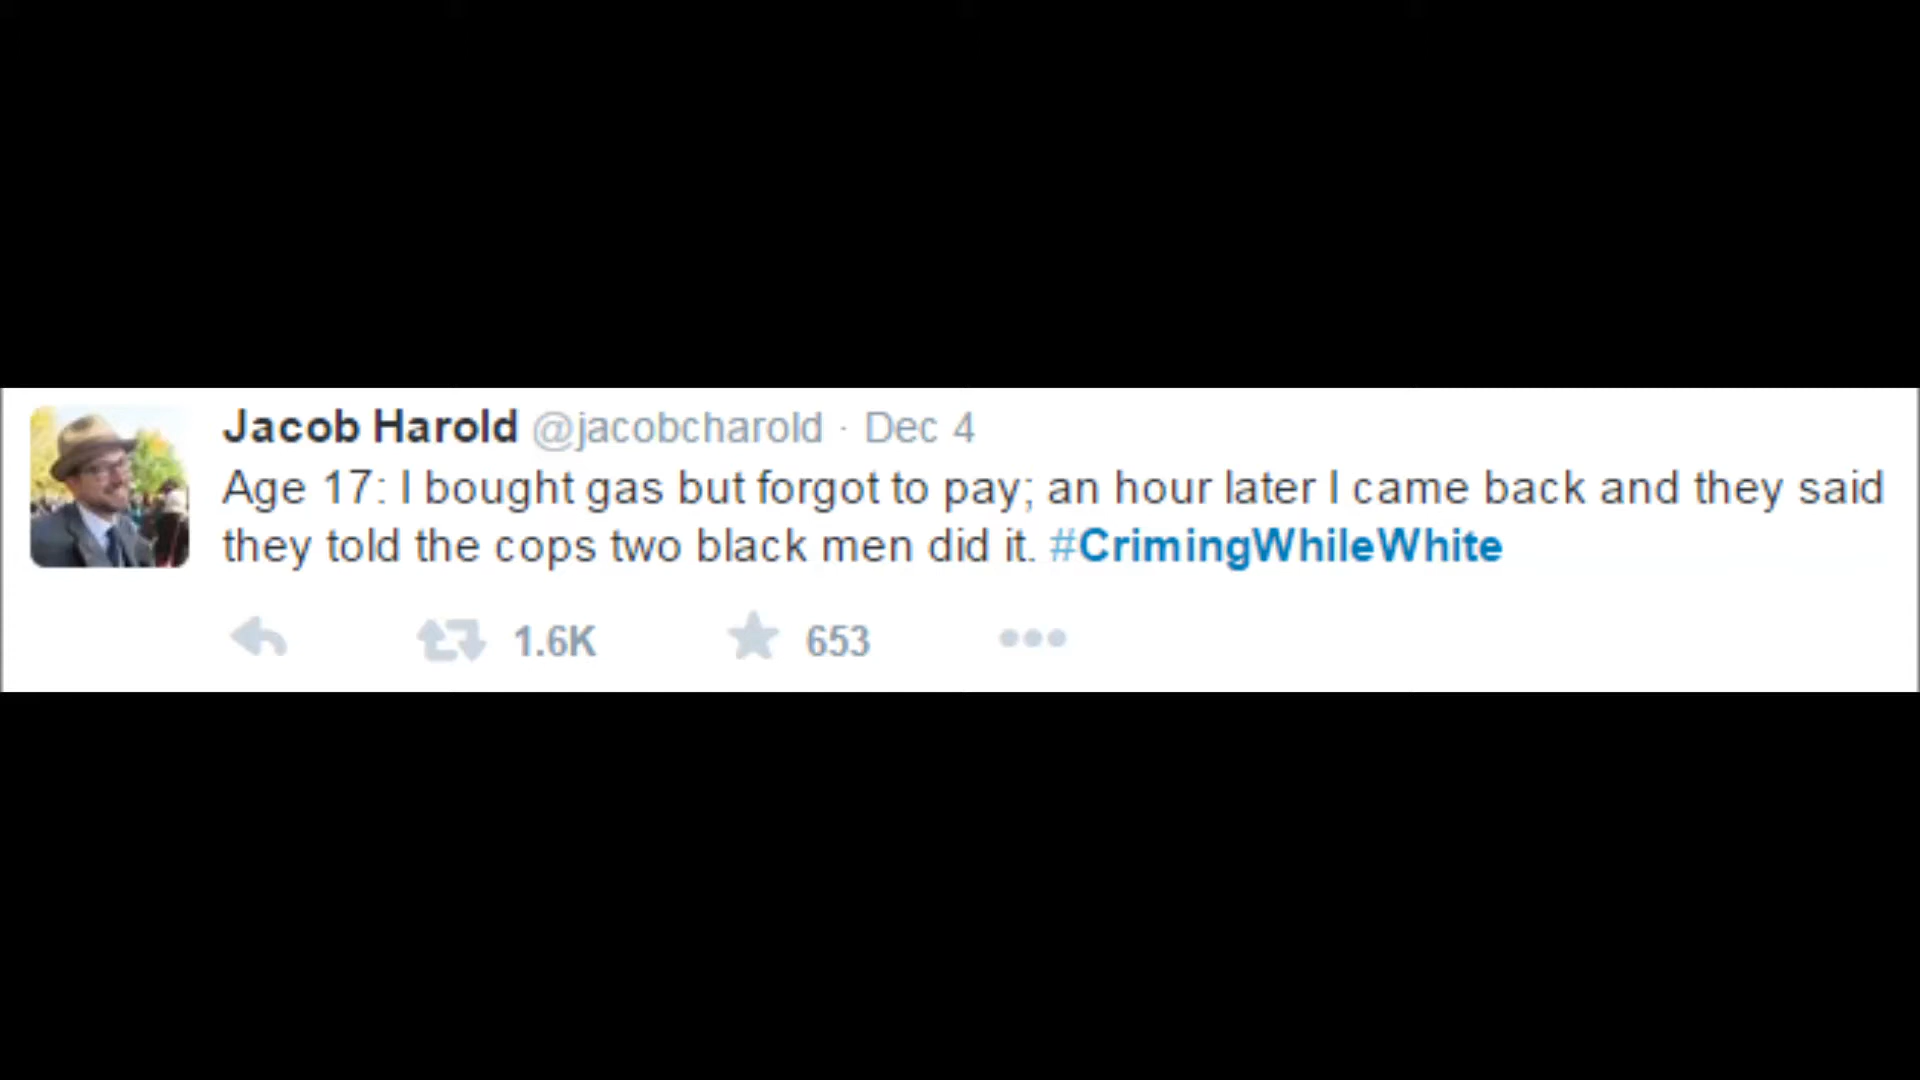 Jacob Harold @jacobcharold · Dec 4
Age 17: I bought gas but forgot to pay; an hour later I came back and they said
they told the cops two black men did it. #CrimingWhileWhite
1.6K 653